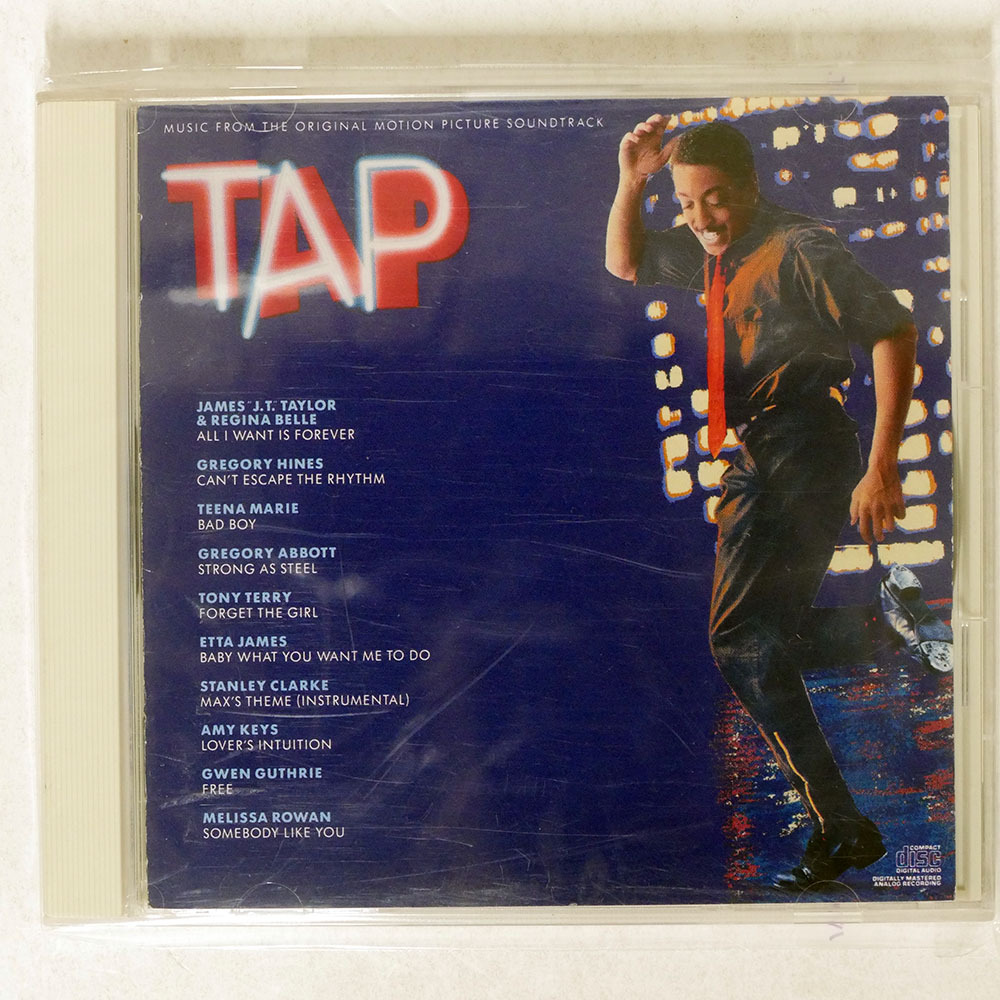 MUSIC FROM THE ORIGINAL MOTION PICTURE SOUNDTRACK
TAP
JAMES "J.T." TAYLOR
& REGINA BELLE
ALL I WANT IS FOREVER
GREGORY HINES
CAN'T ESCAPE THE RHYTHM
TEENA MARIE
BAD BOY
GREGORY ABBOTT
STRONG AS STEEL
TONY TERRY
FORGET THE GIRL
ETTA JAMES
BABY WHAT YOU WANT ME TO DO
STANLEY CLARKE
MAX'S THEME (INSTRUMENTAL)
AMY KEYS
LOVER'S INTUITION
GWEN GUTHRIE
FREE
MELISSA ROWAN
SOMEBODY LIKE YOU
COMPACT
disc
DIGITAL AUDIO
DIGITALLY MASTERED
ANALOG RECORDING